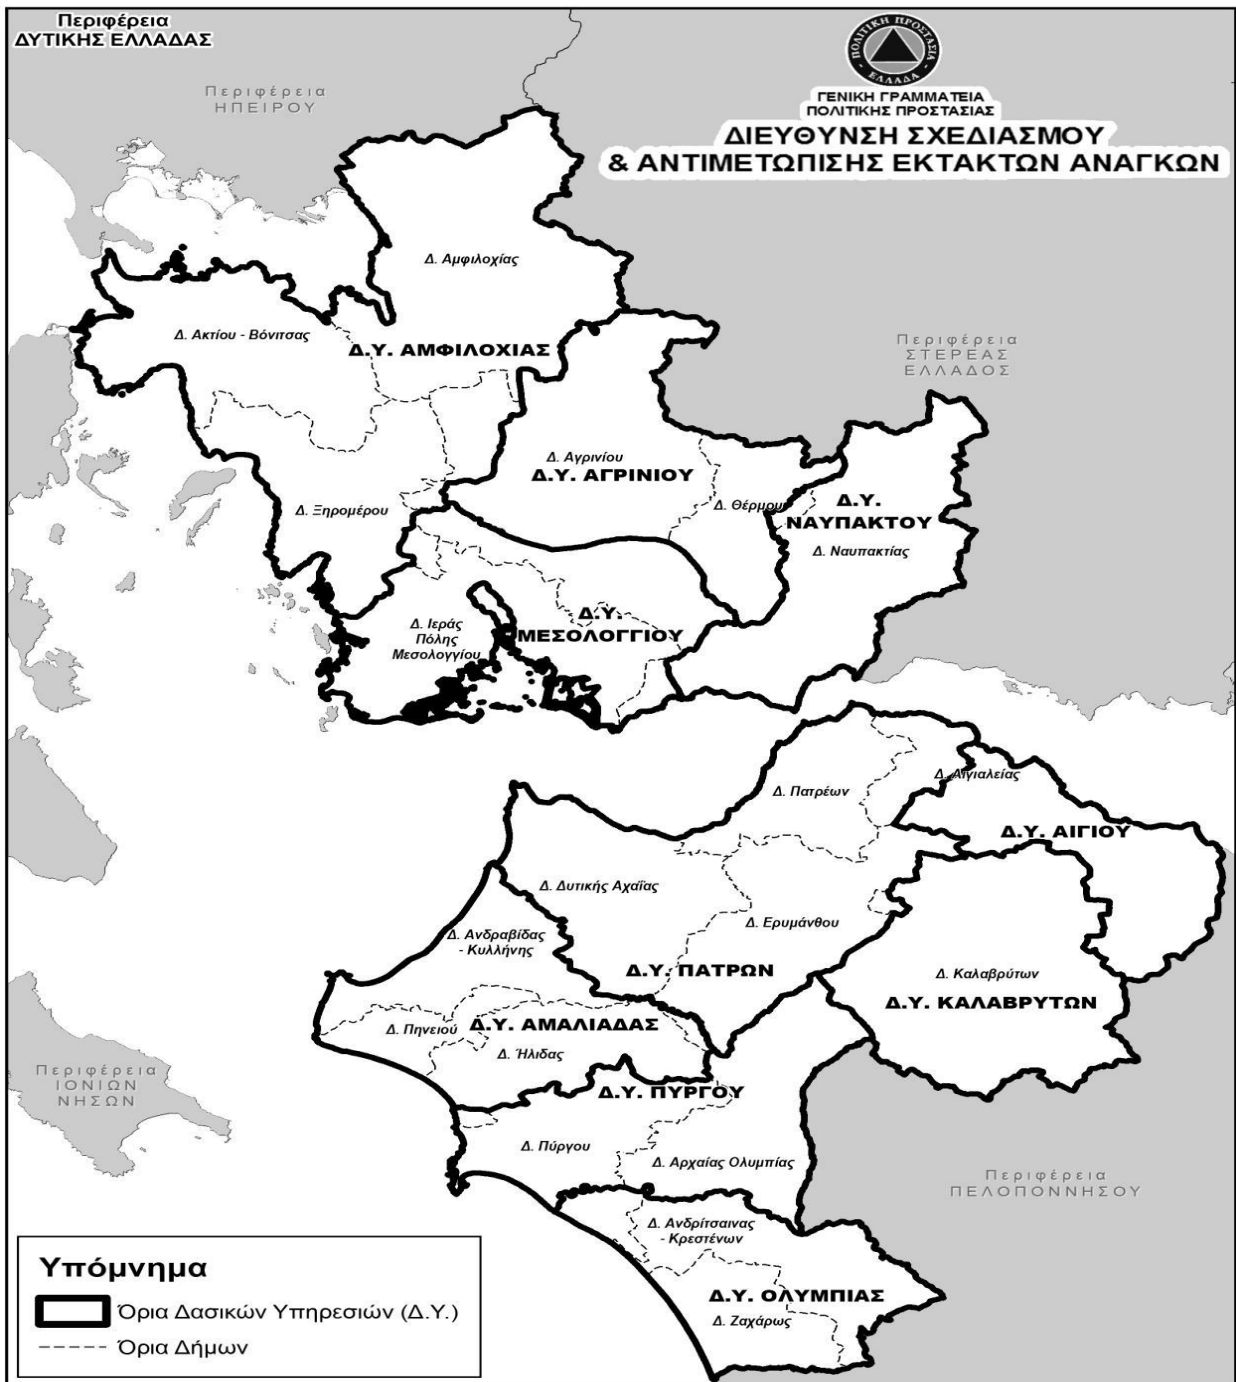 Περιφέρεια
ΔΥΤΙΚΗΣ ΕΛΛΑΔΑΣ
ΠΟΛΙΤΙΚΗ ΠΡΟΣΤΑΣΙΑ
ΕΛΛΑΔΑ
ΓΕΝΙΚΗ ΓΡΑΜΜΑΤΕΙΑ
ΠΟΛΙΤΙΚΗΣ ΠΡΟΣΤΑΣΙΑΣ
ΔΙΕΥΘΥΝΣΗ ΣΧΕΔΙΑΣΜΟΥ
& ΑΝΤΙΜΕΤΩΠΙΣΗΣ ΕΚΤΑΚΤΩΝ ΑΝΑΓΚΩΝ
Περιφέρεια
ΗΠΕΙΡΟΥ
Δ. Αμφιλοχίας
Δ. Ακτίου - Βόνιτσας
Δ.Υ. ΑΜΦΙΛΟΧΙΑΣ
Περιφέρεια
ΣΤΕΡΕΑΣ
ΕΛΛΑΔΟΣ
Δ. Αγρινίου
Δ.Υ. ΑΓΡΙΝΙΟΥ
Δ. Ξηρομέρου
Δ. Θέρμου
Δ.Υ.
ΝΑΥΠΑΚΤΟΥ
Δ. Ναυπακτίας
Δ. Ιεράς
Πόλης
Μεσολογγίου
Δ.Υ.
ΜΕΣΟΛΟΓΓΙΟΥ
Δ. Πατρέων
Δ. Αιγιαλείας
Δ.Υ. ΑΙΓΙΟΥ
Δ. Δυτικής Αχαΐας
Δ. Ερυμάνθου
Δ. Ανδραβίδας
- Κυλλήνης
Δ.Υ. ΠΑΤΡΩΝ
Δ. Καλαβρύτων
Δ.Υ. ΚΑΛΑΒΡΥΤΩΝ
Δ. Πηνειού
Δ.Υ. ΑΜΑΛΙΑΔΑΣ
Δ. Ήλιδας
Περιφέρεια
ΙΟΝΙΩΝ
ΝΗΣΩΝ
Δ.Υ. ΠΥΡΓΟΥ
Δ. Πύργου
Δ. Αρχαίας Ολυμπίας
Περιφέρεια
ΠΕΛΟΠΟΝΝΗΣΟΥ
Δ. Ανδρίτσαινας
- Κρεστένων
Δ.Υ. ΟΛΥΜΠΙΑΣ
Δ. Ζαχάρως
Υπόμνημα
Όρια Δασικών Υπηρεσιών (Δ.Υ.)
Όρια Δήμων